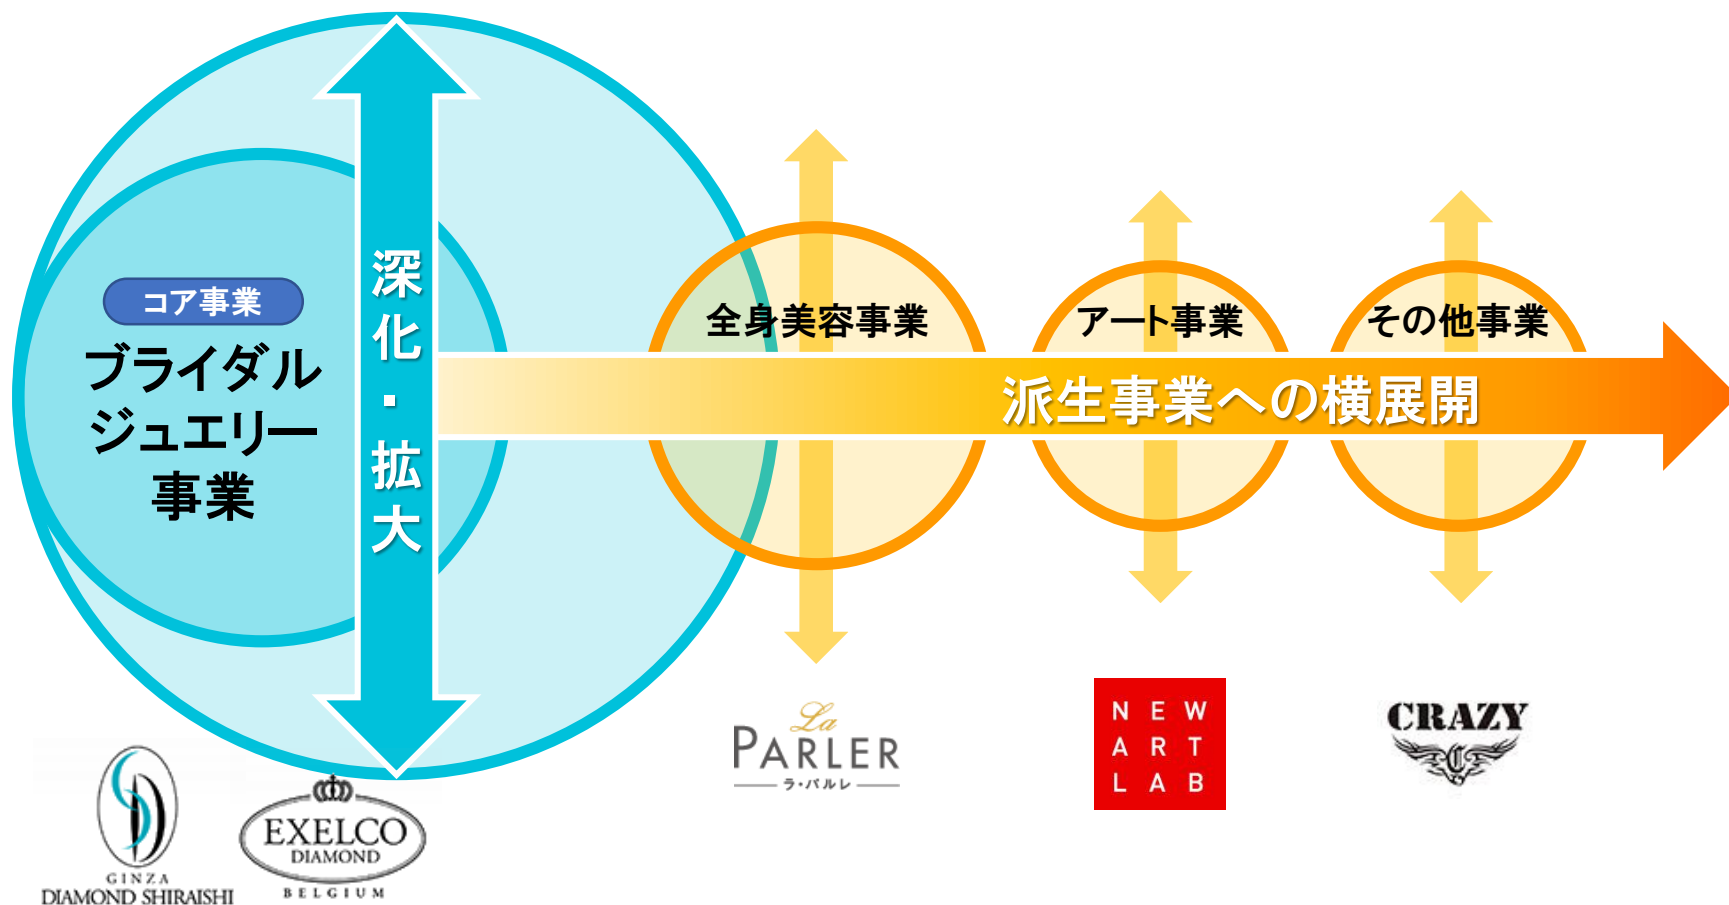 コア事業
ブライダル
ジュエリー
事業
深化・拡大
全身美容事業
アート事業
その他事業
派生事業への横展開
GINZA
DIAMOND SHIRAISHI
EXELCO
DIAMOND
BELGIUM
La
PARLER
ラ・パルレ
NEW
ART
LAB
CRAZY
C